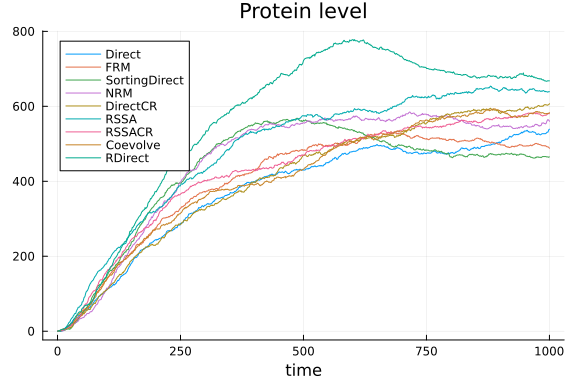 Protein level
800
600
400
200
0
Direct
FRM
SortingDirect
NRM
DirectCR
RSSA
RSSACR
Coevolve
RDirect
0 250 500 750 1000
time